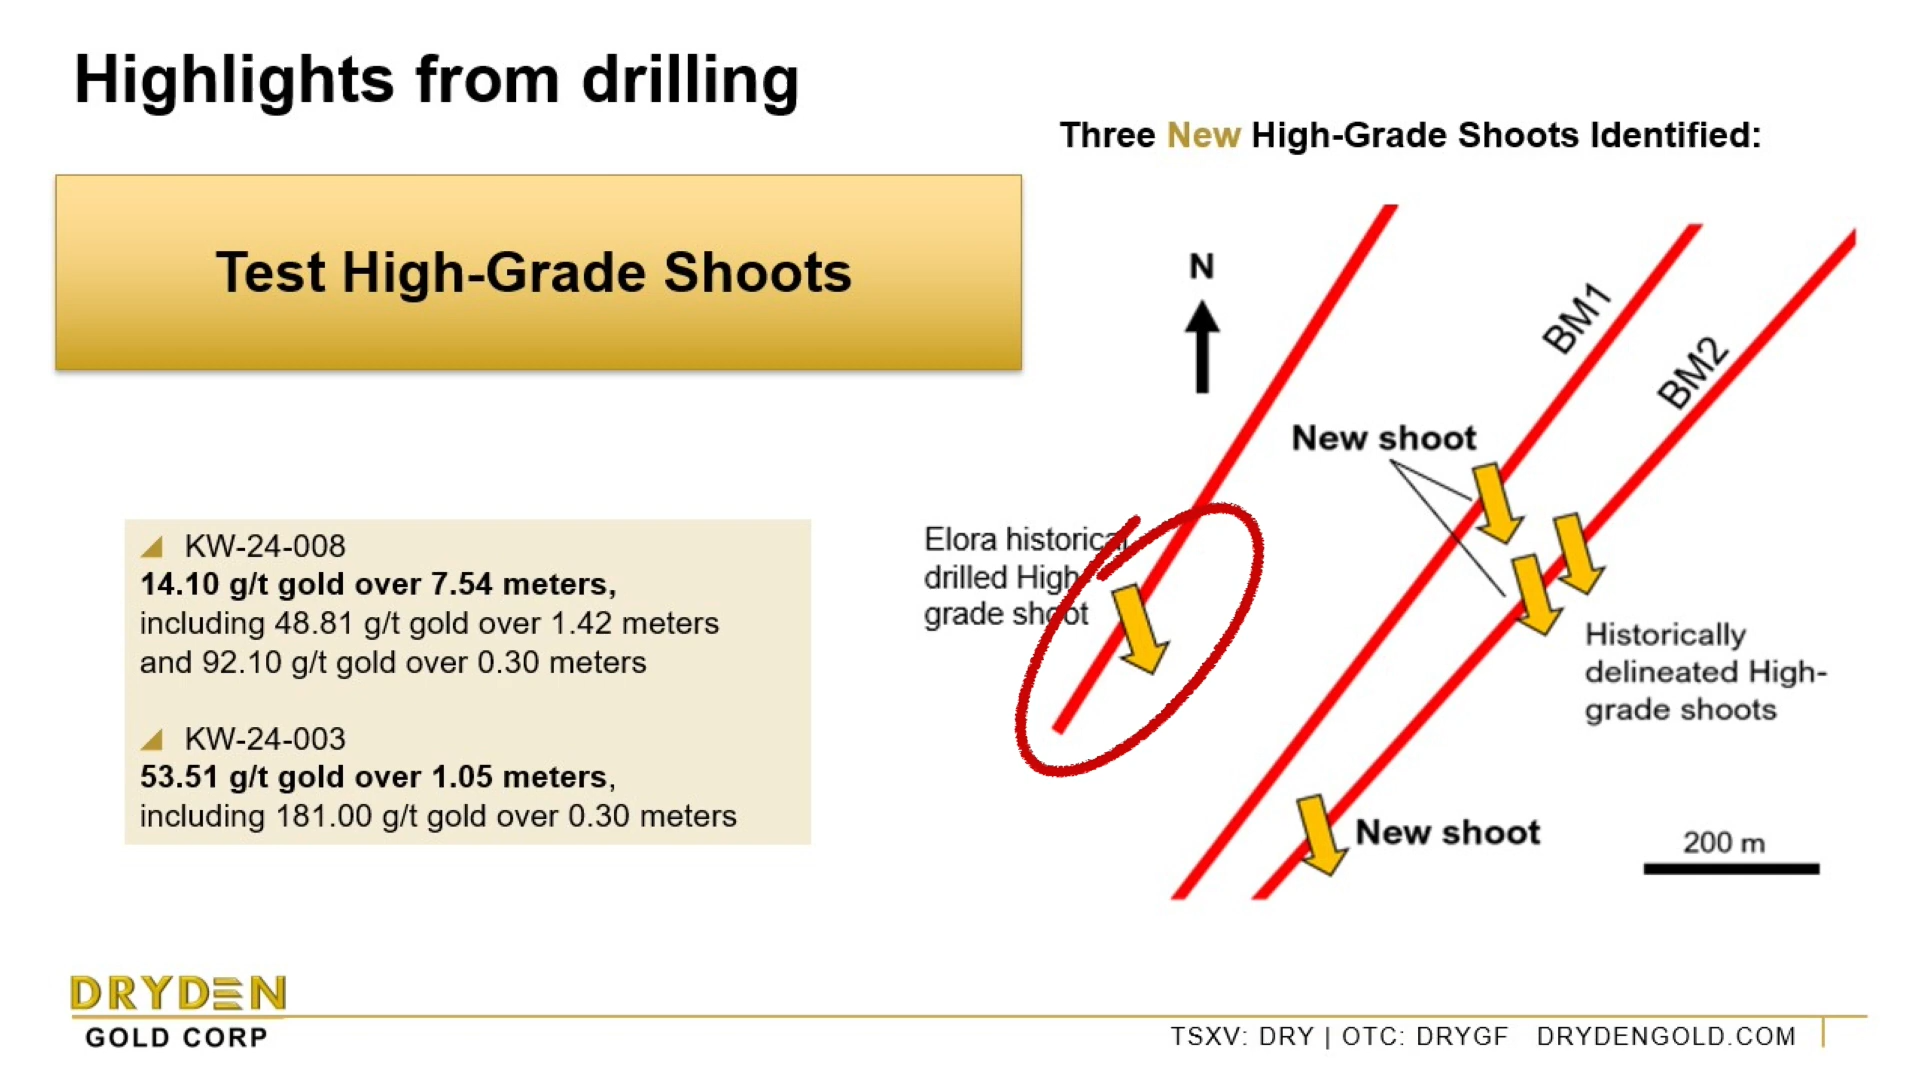 Highlights from drilling
Three New High-Grade Shoots Identified:
Test High-Grade Shoots
KW-24-008
14.10 g/t gold over 7.54 meters,
including 48.81 g/t gold over 1.42 meters
and 92.10 g/t gold over 0.30 meters
KW-24-003
53.51 g/t gold over 1.05 meters,
including 181.00 g/t gold over 0.30 meters
N
BM1
BM2
New shoot
Elora historical
drilled High-
grade shoot
Historically
delineated High-
grade shoots
New shoot
200 m
DRYDEN
GOLD CORP
TSXV: DRY | OTC: DRYGF DRYDENGOLD.COM